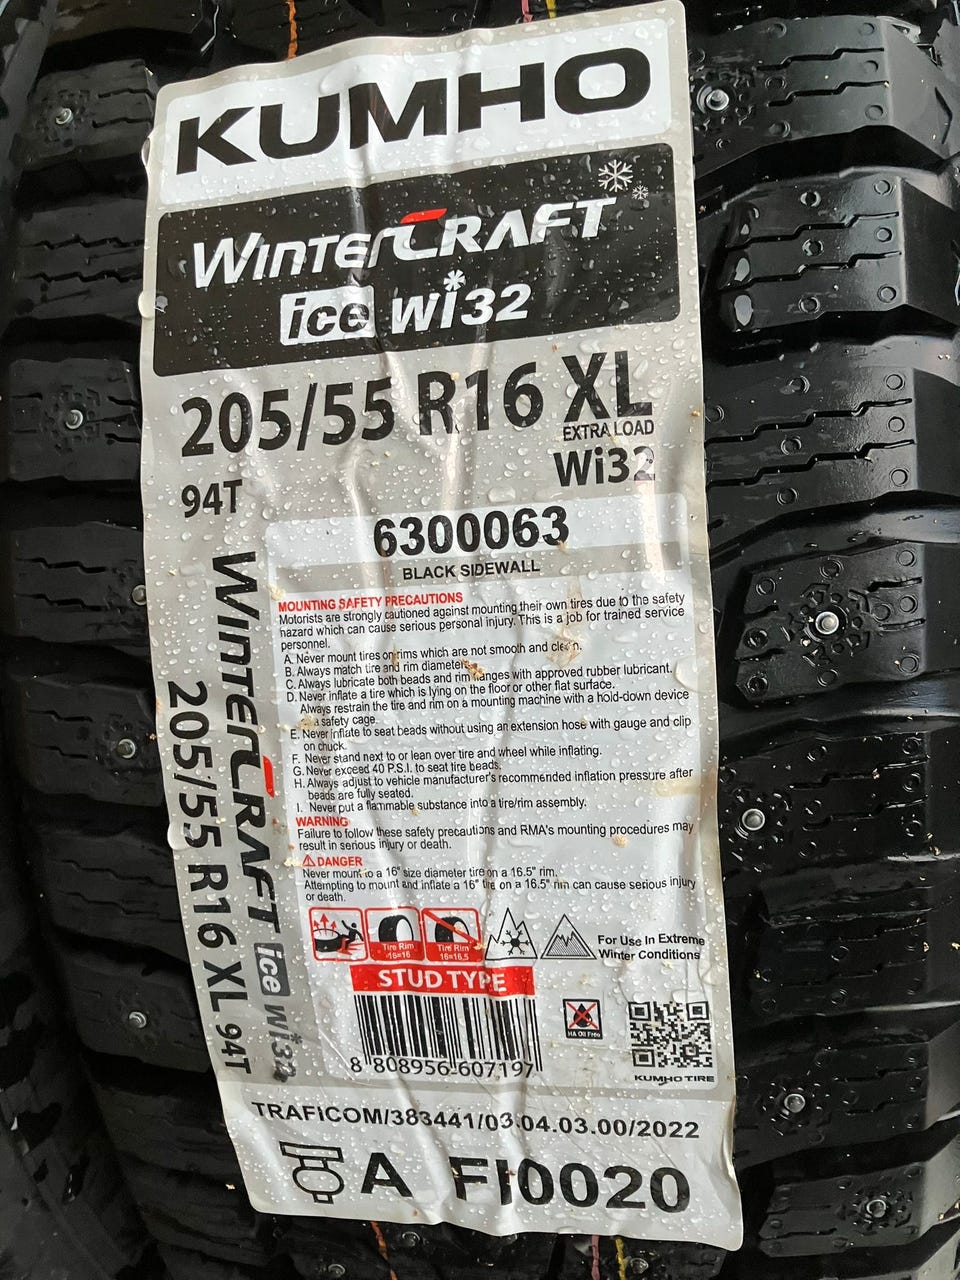 KUMHO
WINTERCRAFT
ice wi32
205/55 R16 XL
EXTRA LOAD
Wi32
94T
6300063
BLACK SIDEWALL
MOUNTING SAFETY PRECAUTIONS
Motorists are strongly cautioned against mounting their own tires due to the safety
hazard which can cause serious personal injury. This is a job for trained service
personnel.
A. Never mount tires on rims which are not smooth and clean.
B. Always match tire and rim diameters.
C. Always lubricate both beads and rim flanges with approved rubber lubricant.
D. Never inflate a tire which is lying on the floor or other flat surface.
Always restrain the tire and rim on a mounting machine with a hold-down device
a safety cage.
E. Never inflate to seat beads without using an extension hose with gauge and clip
on chuck.
F. Never stand next to or lean over tire and wheel while inflating.
G. Never exceed 40 P.S.I. to seat tire beads.
H. Always adjust to vehicle manufacturer's recommended inflation pressure after
beads are fully seated.
I. Never put a flammable substance into a tire/rim assembly.
WARNING
Failure to follow these safety precautions and RMA's mounting procedures may
result in serious injury or death.
DANGER
Never mount to a 16" size diameter tire on a 16.5" rim.
Attempting to mount and inflate a 16" tire on a 16.5" rim can cause serious injury
or death.
Tire Rim
16=16
Tire Rim
16=16.5
For Use In Extreme
Winter Conditions
STUD TYPE
HA Oil Free
8 808956 607197
KUMHO TIRE
WINTERCRAFT ice wi32
205/55 R16 XL 94T
TRAFICOM/383441/03.04.03.00/2022
A FI0020